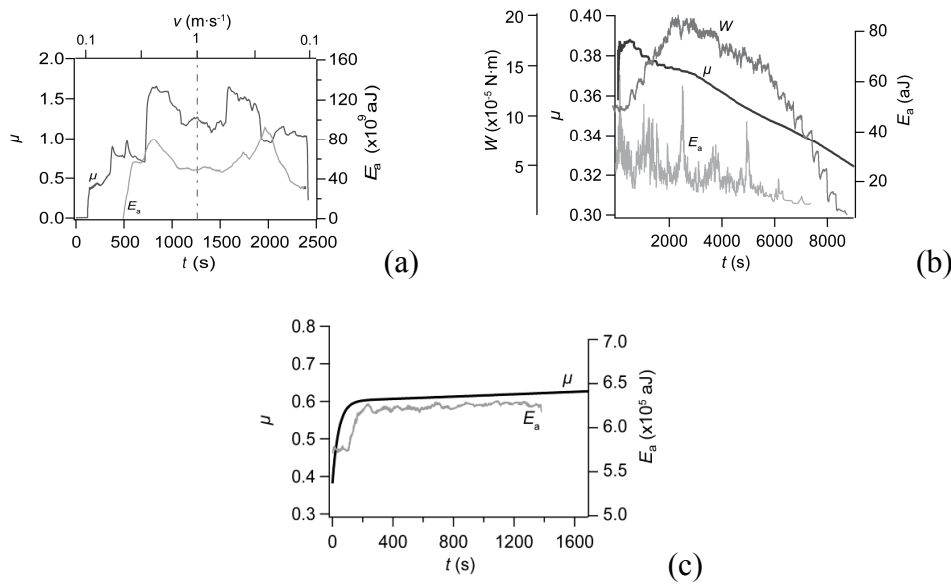 v (m·s⁻¹)
0.1 1 0.1
2.0
1.5
1.0
0.5
0.0
μ
160
120
80
40
0
Eₐ (x10⁹ aJ)
μ
Eₐ
0 500 1000 1500 2000 2500
t (s)
(a)
20
15
10
5
W (x10⁻⁵ N·m)
0.40
0.38
0.36
0.34
0.32
0.30
μ
80
60
40
20
Eₐ (aJ)
W
μ
Eₐ
2000 4000 6000 8000
t (s)
(b)
0.8
0.7
0.6
0.5
0.4
0.3
μ
7.0
6.5
6.0
5.5
5.0
Eₐ (x10⁵ aJ)
μ
Eₐ
0 400 800 1200 1600
t (s)
(c)